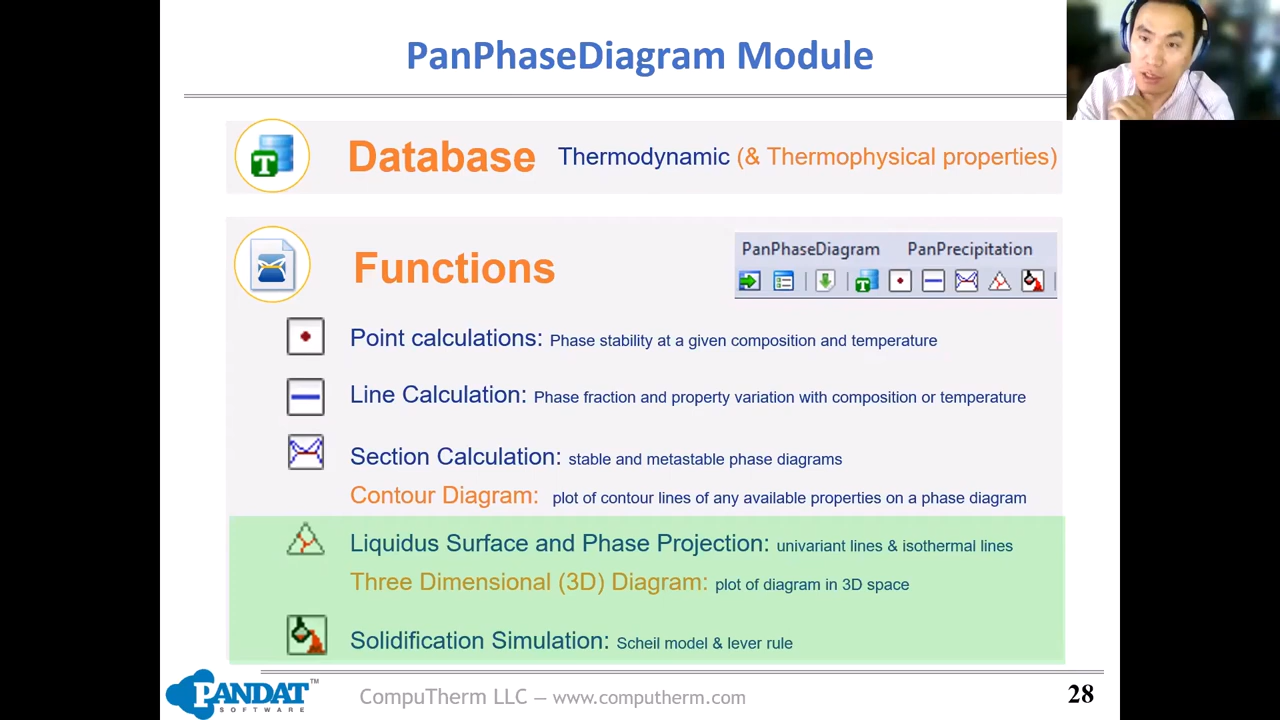 PanPhaseDiagram Module
T
Database Thermodynamic (& Thermophysical properties)
Functions
PanPhaseDiagram PanPrecipitation
T
Point calculations: Phase stability at a given composition and temperature
Line Calculation: Phase fraction and property variation with composition or temperature
Section Calculation: stable and metastable phase diagrams
Contour Diagram: plot of contour lines of any available properties on a phase diagram
Liquidus Surface and Phase Projection: univariant lines & isothermal lines
Three Dimensional (3D) Diagram: plot of diagram in 3D space
Solidification Simulation: Scheil model & lever rule
PANDAT™
SOFTWARE
CompuTherm LLC – www.computherm.com
28